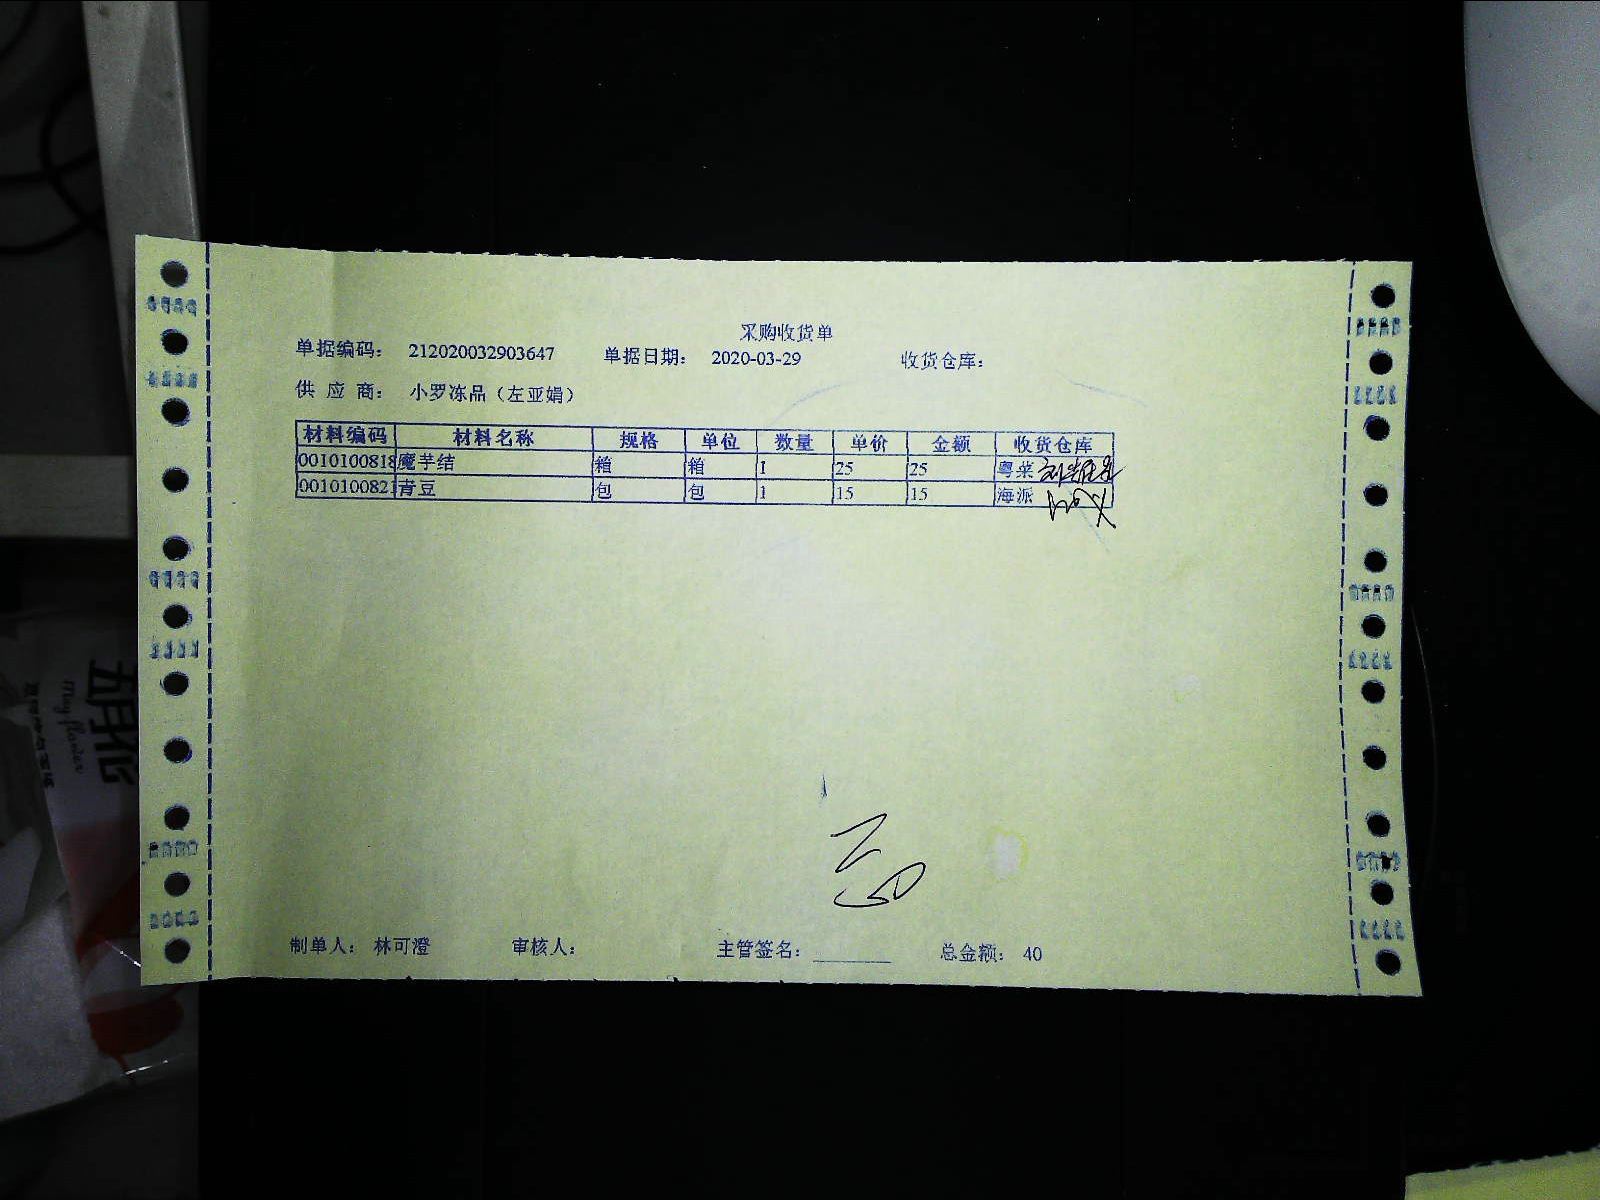 采购收货单
单据编码： 212020032903647 单据日期： 2020-03-29 收货仓库：
供 应 商： 小罗冻品（左亚娟）
材料编码 材料名称 规格 单位 数量 单价 金额 收货仓库
0010100818 魔芋结 箱 箱 1 25 25 粤菜
0010100821 青豆 包 包 1 15 15 海派
制单人： 林可澄 审核人： 主管签名： 总金额： 40